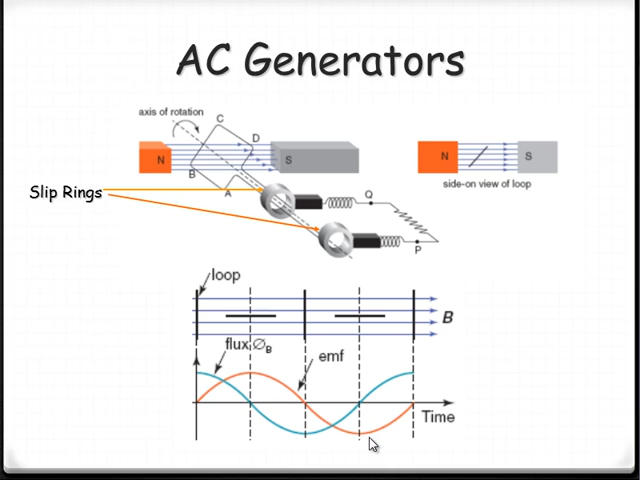 AC Generators
axis of rotation
C
D
N
S
B
A
Slip Rings
Q
P
N
S
side-on view of loop
loop
B
flux,∅B
emf
Time